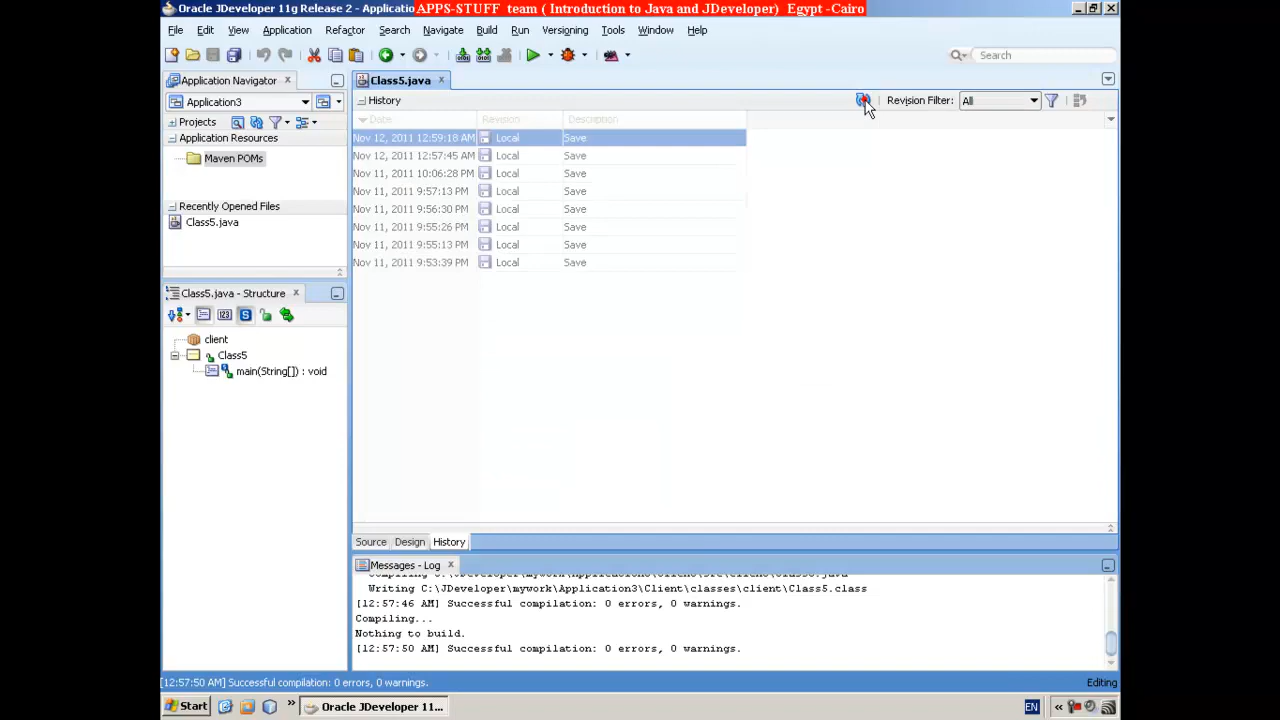 Oracle JDeveloper 11g Release 2 - Applicatio APPS-STUFF team ( Introduction to Java and JDeveloper) Egypt -Cairo
File Edit View Application Refactor Search Navigate Build Run Versioning Tools Window Help
Search
Application Navigator
Application3
Projects
Application Resources
Maven POMs
Recently Opened Files
Class5.java
Class5.java - Structure
client
Class5
main(String[]) : void
Class5.java
History
Revision Filter: All
Date Revision Description
Nov 12, 2011 12:59:18 AM Local Save
Nov 12, 2011 12:57:45 AM Local Save
Nov 11, 2011 10:06:28 PM Local Save
Nov 11, 2011 9:57:13 PM Local Save
Nov 11, 2011 9:56:30 PM Local Save
Nov 11, 2011 9:55:26 PM Local Save
Nov 11, 2011 9:55:13 PM Local Save
Nov 11, 2011 9:53:39 PM Local Save
Source Design History
Messages - Log
Writing C:\JDeveloper\mywork\Application3\Client\classes\client\Class5.class
[12:57:46 AM] Successful compilation: 0 errors, 0 warnings.
Compiling...
Nothing to build.
[12:57:50 AM] Successful compilation: 0 errors, 0 warnings.
[12:57:50 AM] Successful compilation: 0 errors, 0 warnings.
Editing
Start
Oracle JDeveloper 11...
EN